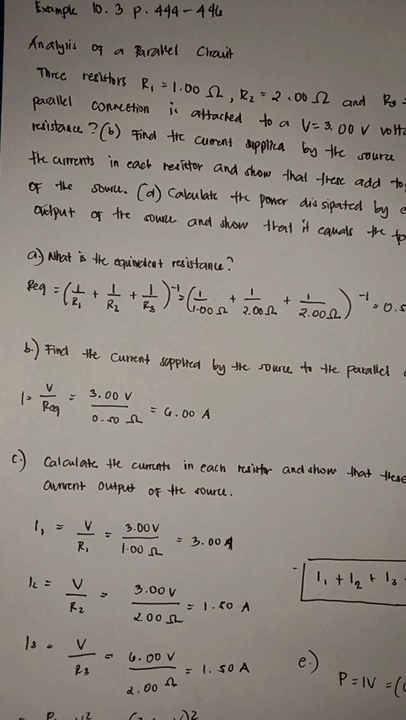 Example 10.3 p. 444-446
Analysis of a Parallel Circuit
Three resistors R₁ = 1.00 Ω, R₂ = 2.00 Ω and R₃ =
parallel connection is attached to a V = 3.00 V volta
resistance? (b) Find the current supplied by the source
the currents in each resistor and show that these add to
of the source. (d) Calculate the power dissipated by e
output of the source and show that it equals the
a.) What is the equivalent resistance?
Req = (1/R₁ + 1/R₂ + 1/R₃)⁻¹ = (1/1.00 Ω + 1/2.00 Ω + 1/2.00 Ω)⁻¹ = 0.5
b.) Find the current supplied by the source to the parallel
I = V/Req = 3.00 V/0.50 Ω = 6.00 A
c.) Calculate the currents in each resistor and show that these
current output of the source.
I₁ = V/R₁ = 3.00 V/1.00 Ω = 3.00 A
I₂ = V/R₂ = 3.00 V/2.00 Ω = 1.50 A
I₁ + I₂ + I₃
I₃ = V/R₃ = 6.00 V/2.00 Ω = 1.50 A
e.)
P = IV = (